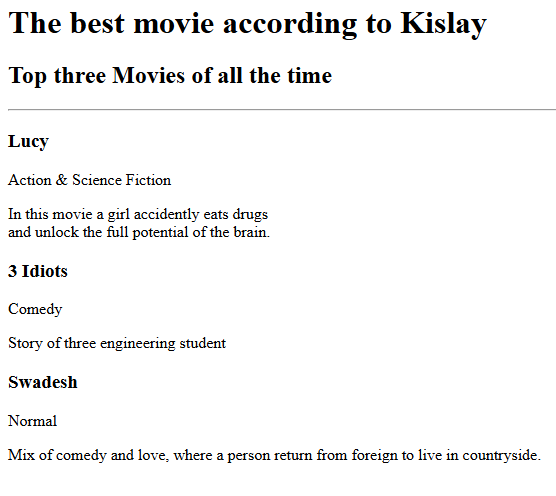 The best movie according to Kislay
Top three Movies of all the time
Lucy
Action & Science Fiction
In this movie a girl accidently eats drugs
and unlock the full potential of the brain.
3 Idiots
Comedy
Story of three engineering student
Swadesh
Normal
Mix of comedy and love, where a person return from foreign to live in countryside.